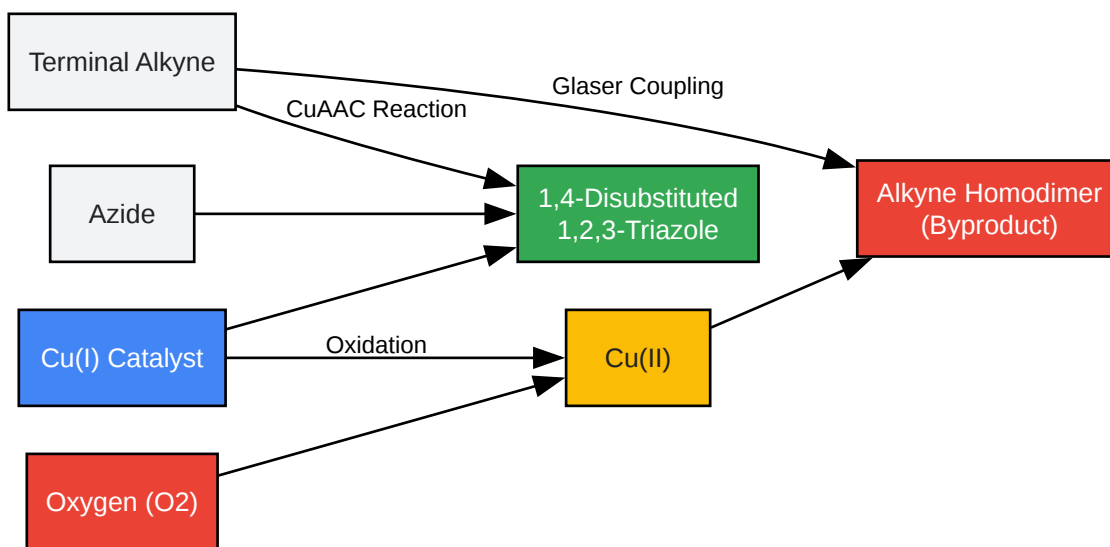 Terminal Alkyne
Glaser Coupling
CuAAC Reaction
Azide
1,4-Disubstituted
1,2,3-Triazole
Alkyne Homodimer
(Byproduct)
Cu(I) Catalyst
Oxidation
Cu(II)
Oxygen (O2)